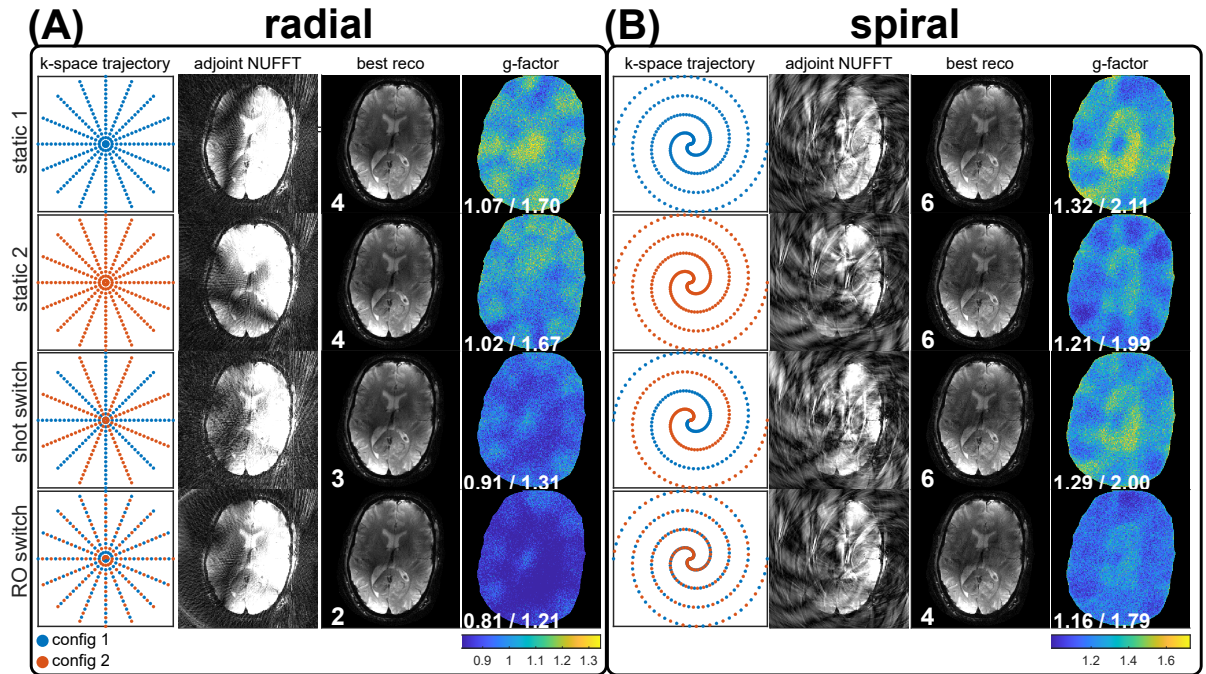 (A) radial
k-space trajectory adjoint NUFFT best reco g-factor
static 1
4
1.07 / 1.70
static 2
4
1.02 / 1.67
shot switch
3
0.91 / 1.31
RO switch
2
0.81 / 1.21
config 1
config 2
0.9 1 1.1 1.2 1.3
(B) spiral
k-space trajectory adjoint NUFFT best reco g-factor
6
1.32 / 2.11
6
1.21 / 1.99
6
1.29 / 2.00
4
1.16 / 1.79
1.2 1.4 1.6